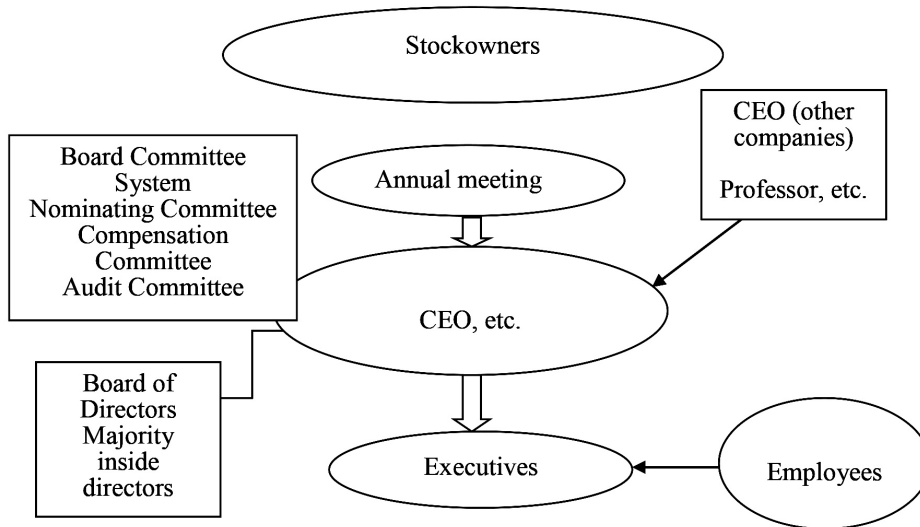 Stockowners
CEO (other
companies)
Professor, etc.
Board Committee
System
Nominating Committee
Compensation
Committee
Audit Committee
Annual meeting
CEO, etc.
Board of
Directors
Majority
inside
directors
Executives
Employees